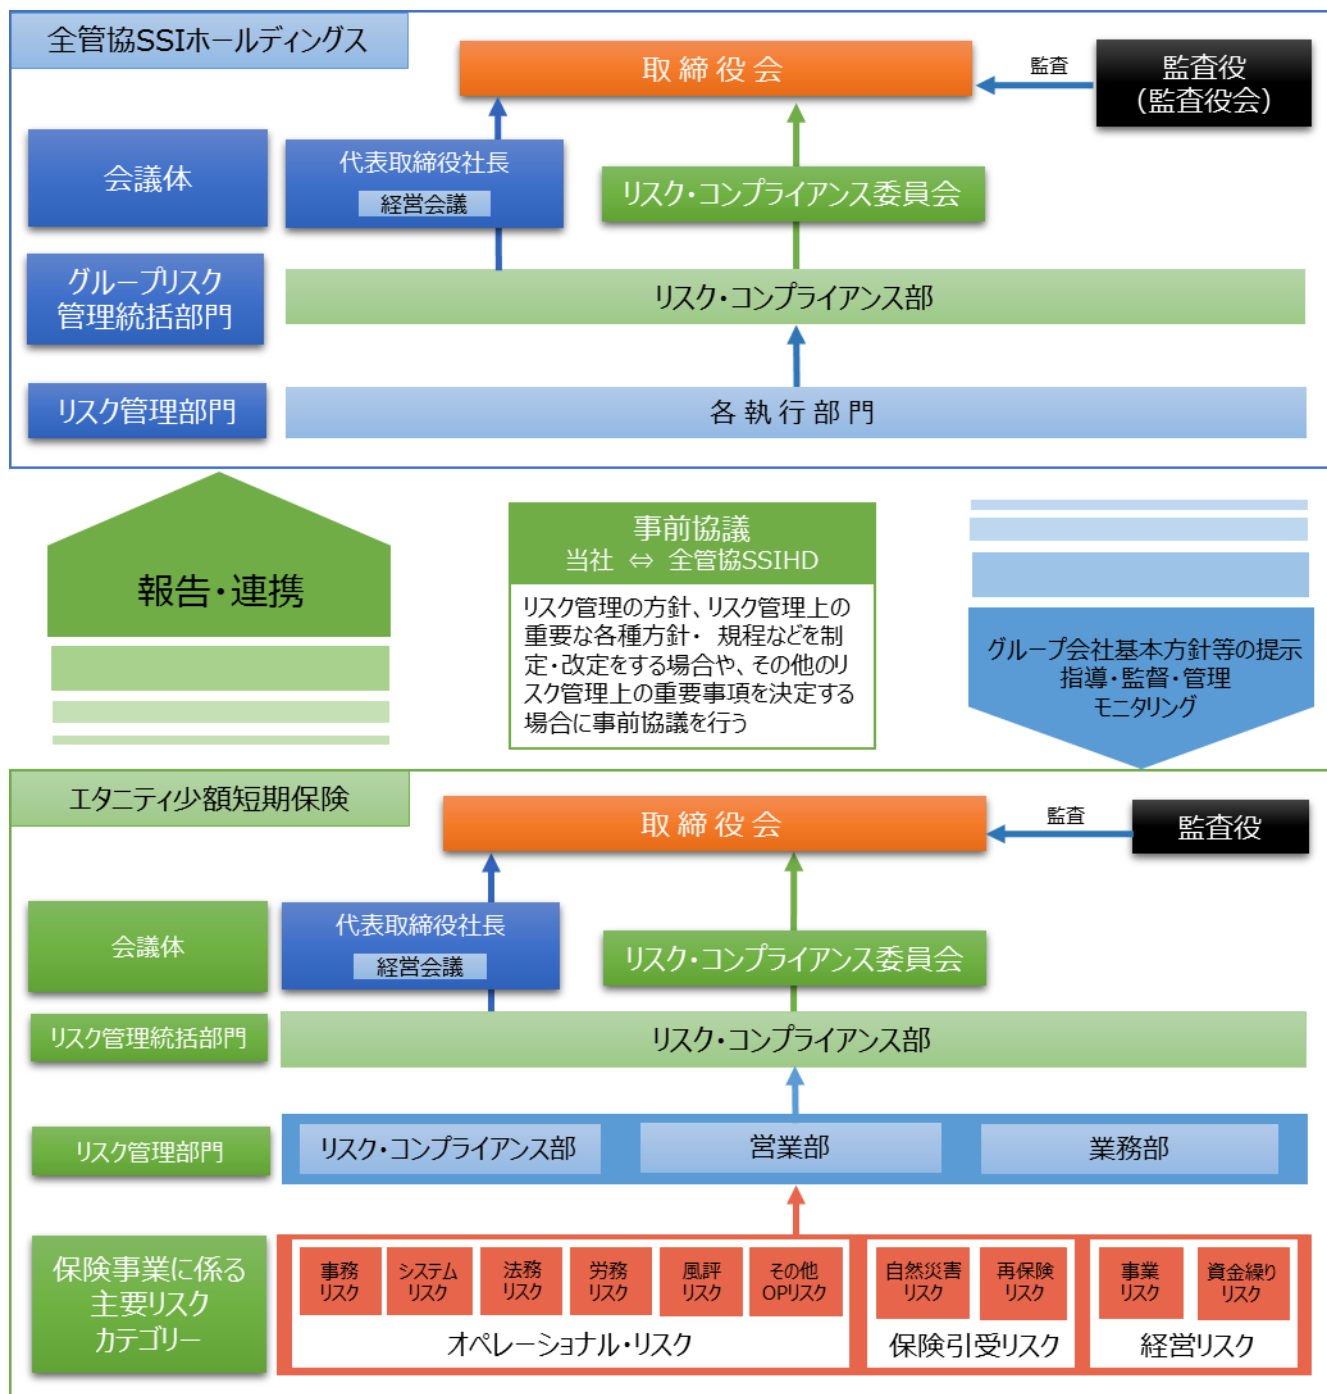 全管協SSIホールディングス
取締役会
監査
監査役
(監査役会)
会議体
代表取締役社長
経営会議
リスク・コンプライアンス委員会
グループリスク
管理統括部門
リスク・コンプライアンス部
リスク管理部門
各執行部門
報告・連携
事前協議
当社 ⇔ 全管協SSIHD
リスク管理の方針、リスク管理上の
重要な各種方針・ 規程などを制
定・改定をする場合や、その他のリ
スク管理上の重要事項を決定する
場合に事前協議を行う
グループ会社基本方針等の提示
指導・監督・管理
モニタリング
エタニティ少額短期保険
取締役会
監査
監査役
会議体
代表取締役社長
経営会議
リスク・コンプライアンス委員会
リスク管理統括部門
リスク・コンプライアンス部
リスク管理部門
リスク・コンプライアンス部
営業部
業務部
保険事業に係る
主要リスク
カテゴリー
事務
リスク
システム
リスク
法務
リスク
労務
リスク
風評
リスク
その他
OPリスク
オペレーショナル・リスク
自然災害
リスク
再保険
リスク
保険引受リスク
事業
リスク
資金繰り
リスク
経営リスク